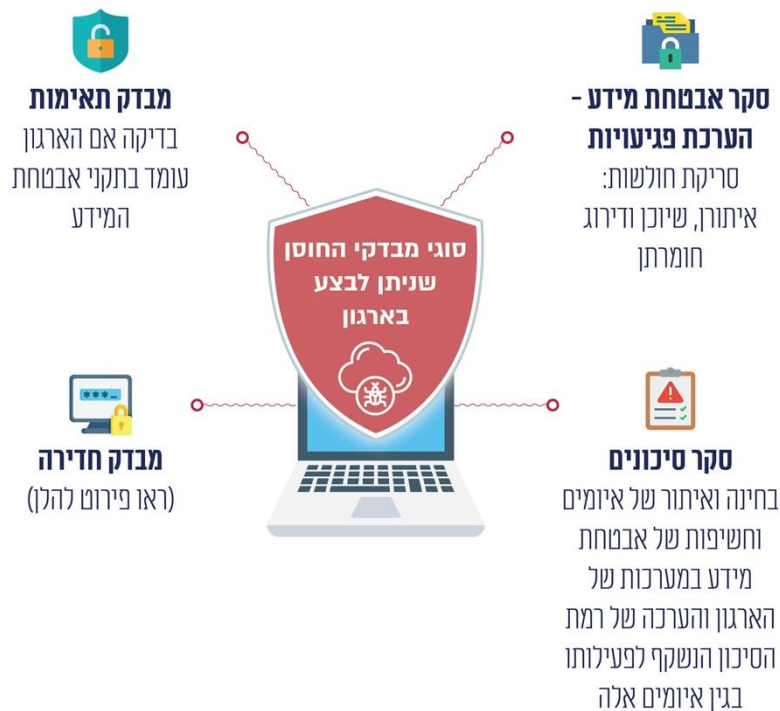 סקר אבטחת מידע -
הערכת פגיעויות
סריקת חולשות:
איתורן, שיוכן ודירוג
חומרתן
מבדק תאימות
בדיקה אם הארגון
עומד בתקני אבטחת
המידע
סוגי מבדקי החוסן
שניתן לבצע
בארגון
סקר סיכונים
בחינה ואיתור של איומים
וחשיפות של אבטחת
מידע במערכות של
הארגון והערכה של רמת
הסיכון הנשקף לפעילותו
בגין איומים אלה
***_
מבדק חדירה
(ראו פירוט להלן)